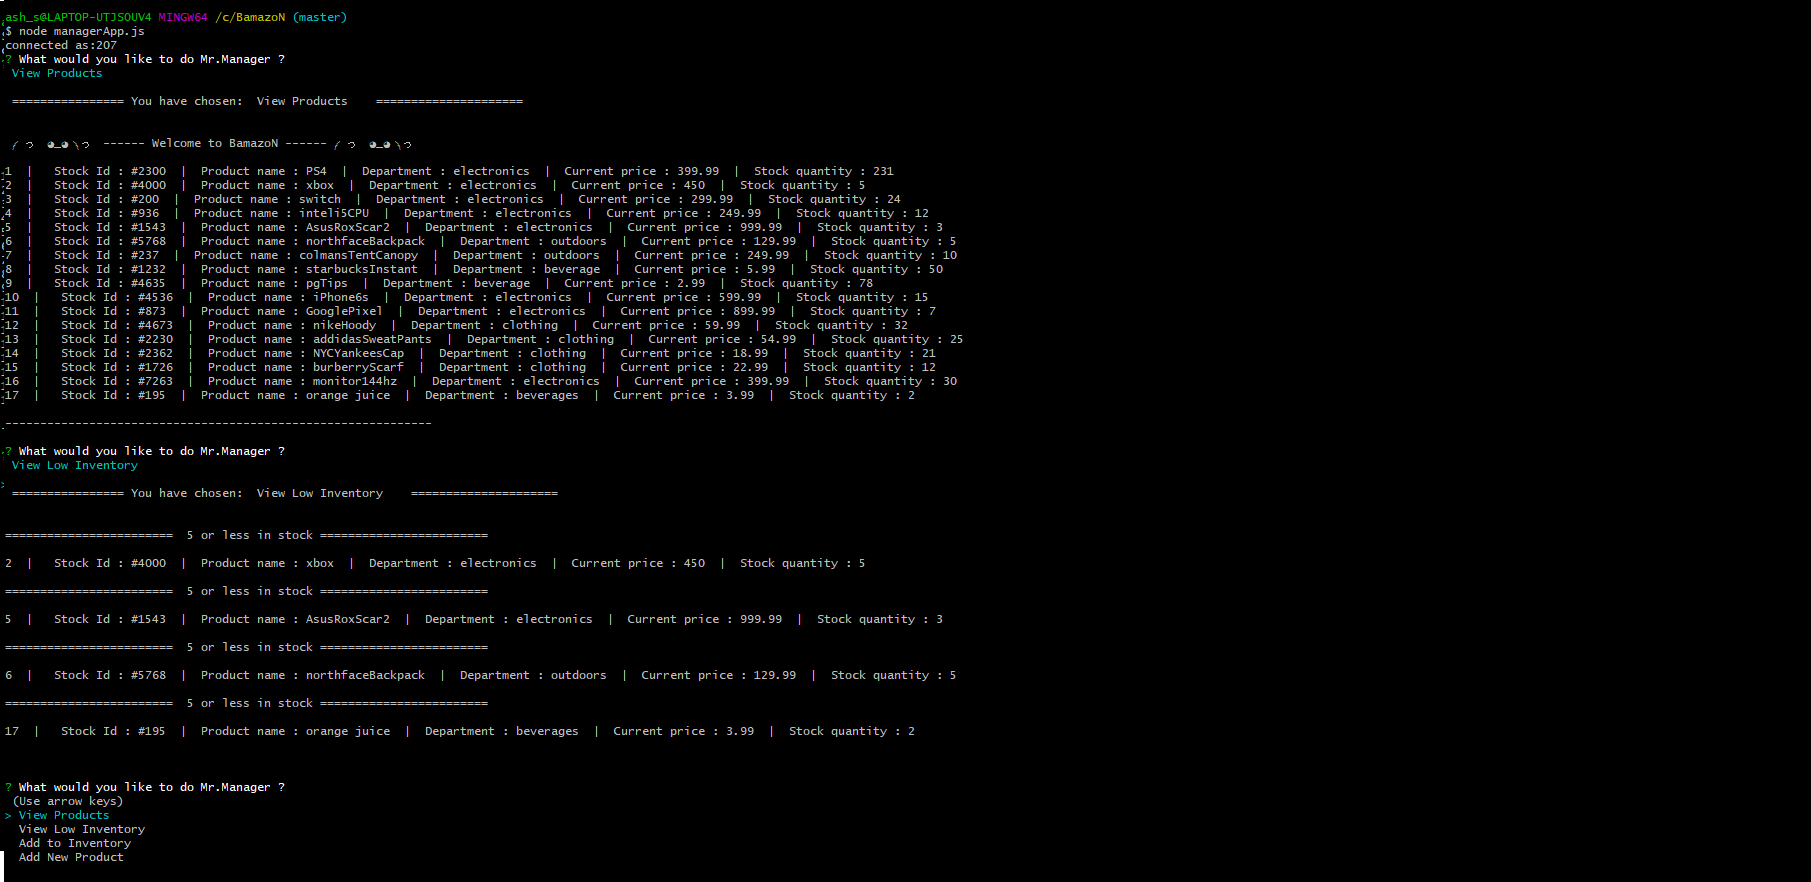 ash_s@LAPTOP-UTJSOUV4 MINGW64 /c/BamazoN (master)
$ node managerApp.js
connected as:207
? What would you like to do Mr.Manager ?
View Products
================ You have chosen:  View Products    =====================
༼ つ  ◕_◕ ༽つ  ------ Welcome to BamazoN ------ ༼ つ  ◕_◕ ༽つ
1  |   Stock Id : #2300  |  Product name : PS4  |  Department : electronics  |  Current price : 399.99  |  Stock quantity : 231
2  |   Stock Id : #4000  |  Product name : xbox  |  Department : electronics  |  Current price : 450  |  Stock quantity : 5
3  |   Stock Id : #200  |  Product name : switch  |  Department : electronics  |  Current price : 299.99  |  Stock quantity : 24
4  |   Stock Id : #936  |  Product name : inteli5CPU  |  Department : electronics  |  Current price : 249.99  |  Stock quantity : 12
5  |   Stock Id : #1543  |  Product name : AsusRoxScar2  |  Department : electronics  |  Current price : 999.99  |  Stock quantity : 3
6  |   Stock Id : #5768  |  Product name : northfaceBackpack  |  Department : outdoors  |  Current price : 129.99  |  Stock quantity : 5
7  |   Stock Id : #237  |  Product name : colmansTentCanopy  |  Department : outdoors  |  Current price : 249.99  |  Stock quantity : 10
8  |   Stock Id : #1232  |  Product name : starbucksInstant  |  Department : beverage  |  Current price : 5.99  |  Stock quantity : 50
9  |   Stock Id : #4635  |  Product name : pgTips  |  Department : beverage  |  Current price : 2.99  |  Stock quantity : 78
10  |   Stock Id : #4536  |  Product name : iPhone6s  |  Department : electronics  |  Current price : 599.99  |  Stock quantity : 15
11  |   Stock Id : #873  |  Product name : GooglePixel  |  Department : electronics  |  Current price : 899.99  |  Stock quantity : 7
12  |   Stock Id : #4673  |  Product name : nikeHoody  |  Department : clothing  |  Current price : 59.99  |  Stock quantity : 32
13  |   Stock Id : #2230  |  Product name : addidasSweatPants  |  Department : clothing  |  Current price : 54.99  |  Stock quantity : 25
14  |   Stock Id : #2362  |  Product name : NYCYankeesCap  |  Department : clothing  |  Current price : 18.99  |  Stock quantity : 21
15  |   Stock Id : #1726  |  Product name : burberryScarf  |  Department : clothing  |  Current price : 22.99  |  Stock quantity : 12
16  |   Stock Id : #7263  |  Product name : monitor144hz  |  Department : electronics  |  Current price : 399.99  |  Stock quantity : 30
17  |   Stock Id : #195  |  Product name : orange juice  |  Department : beverages  |  Current price : 3.99  |  Stock quantity : 2
-------------------------------------------------------------
? What would you like to do Mr.Manager ?
View Low Inventory
================ You have chosen:  View Low Inventory    =====================
========================  5 or less in stock ========================
2  |   Stock Id : #4000  |  Product name : xbox  |  Department : electronics  |  Current price : 450  |  Stock quantity : 5
========================  5 or less in stock ========================
5  |   Stock Id : #1543  |  Product name : AsusRoxScar2  |  Department : electronics  |  Current price : 999.99  |  Stock quantity : 3
========================  5 or less in stock ========================
6  |   Stock Id : #5768  |  Product name : northfaceBackpack  |  Department : outdoors  |  Current price : 129.99  |  Stock quantity : 5
========================  5 or less in stock ========================
17  |   Stock Id : #195  |  Product name : orange juice  |  Department : beverages  |  Current price : 3.99  |  Stock quantity : 2
? What would you like to do Mr.Manager ?
(Use arrow keys)
> View Products
View Low Inventory
Add to Inventory
Add New Product